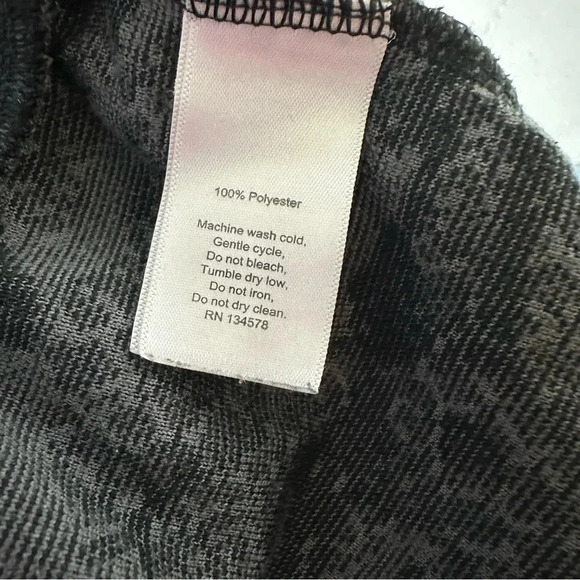 100% Polyester
Machine wash cold,
Gentle cycle,
Do not bleach,
Tumble dry low,
Do not iron,
Do not dry clean.
RN 134578